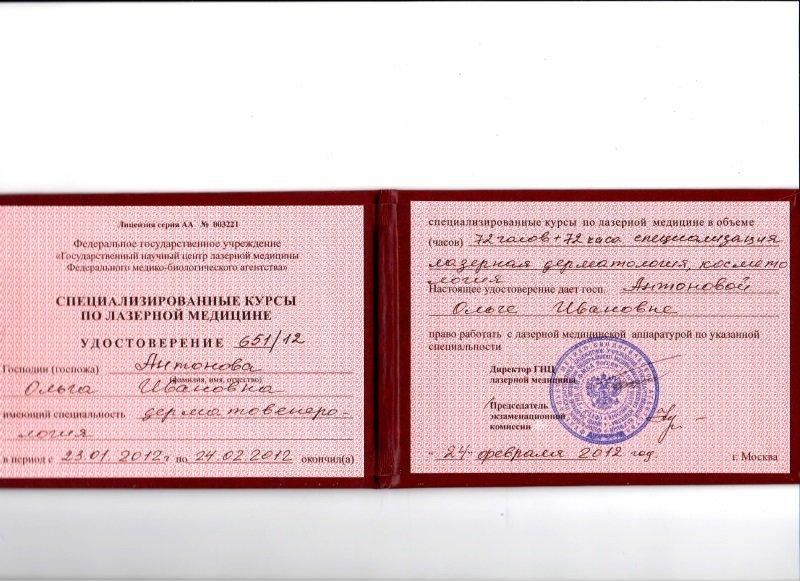 Лицензия серия АА № 003221
Федеральное государственное учреждение
«Государственный научный центр лазерной медицины
Федерального медико-биологического агентства»
СПЕЦИАЛИЗИРОВАННЫЕ КУРСЫ
ПО ЛАЗЕРНОЙ МЕДИЦИНЕ
УДОСТОВЕРЕНИЕ 651/12
Господин (госпожа) Антонова
(фамилия, имя, отчество)
Ольга Ивановна
имеющий специальность дерматовенеро-
логия
в период с 23.01.2012г по 24.02.2012 окончил(а)
специализированные курсы по лазерной медицине в объеме
(часов) 72 часов + 72 часа специализация
лазерная дерматология, космето
логия
Настоящее удостоверение дает госп. Антоновой
Ольге Ивановне
право работать с лазерной медицинской аппаратурой по указанной
специальности
Директор ГНЦ
лазерной медицины
Председатель
экзаменационной
комиссии
"24" февраля 2012 год.
г. Москва